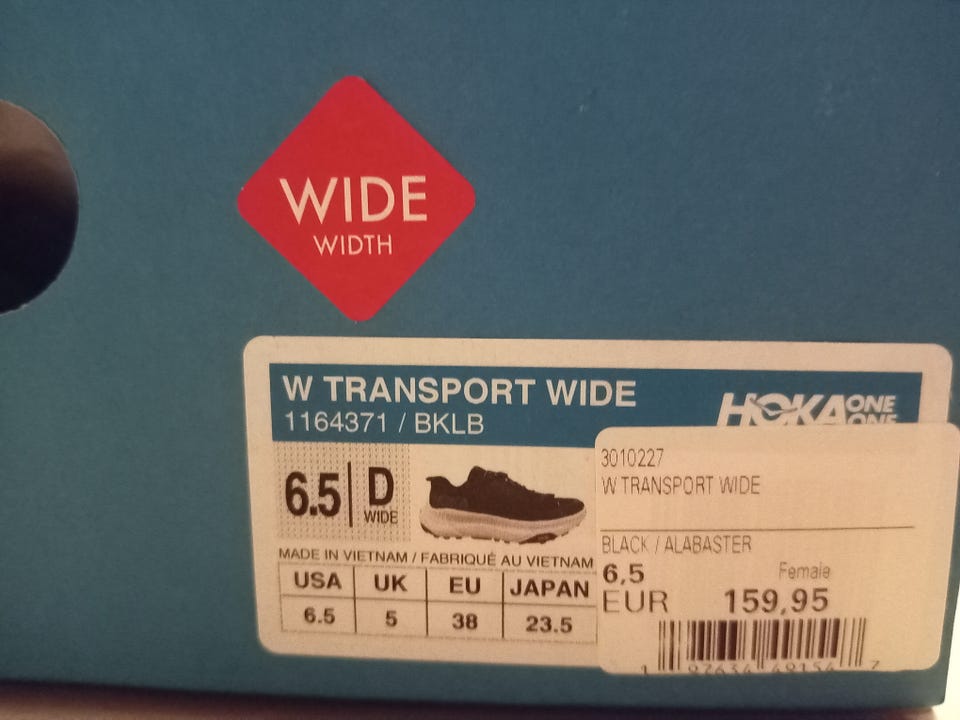 WIDE
WIDTH
W TRANSPORT WIDE
1164371 / BKLB
HOKA ONE ONE
6.5 D
WIDE
MADE IN VIETNAM / FABRIQUÉ AU VIETNAM
USA UK EU JAPAN
6.5 5 38 23.5
3010227
W TRANSPORT WIDE
BLACK / ALABASTER
6,5 Female
EUR 159,95